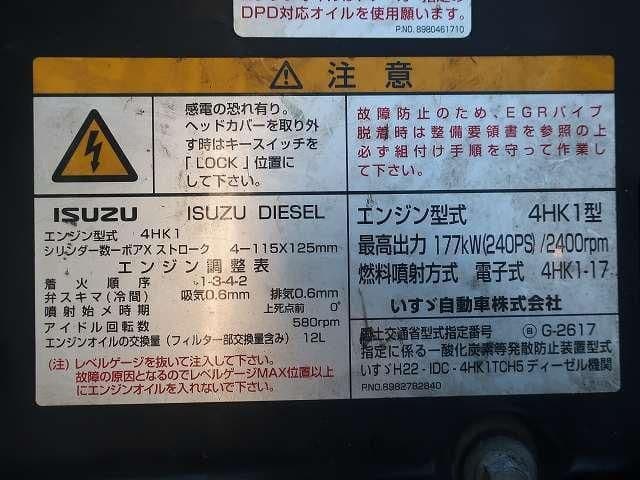 DPD対応オイルを使用願います。
P.NO. 8980461710
注意
感電の恐れ有り。
ヘッドカバーを取り外
す時はキースイッチを
「LOCK」位置に
して下さい。
故障防止のため、EGRパイプ
脱着時は整備要領書を参照の上
必ず組付け手順を守って作業し
て下さい。
ISUZU ISUZU DIESEL
エンジン型式 4HK1
シリンダー数ーボアXストローク 4-115X125mm
エンジン調整表
着火順序 1-3-4-2
弁スキマ(冷間) 吸気0.6mm 排気0.6mm
噴射始メ時期 上死点前 0°
アイドル回転数 580rpm
エンジンオイルの交換量(フィルター部交換含み) 12L
(注)レベルゲージを抜いて注入して下さい。
故障の原因となるのでレベルゲージMAX位置以上
にエンジンオイルを入れないで下さい。
エンジン型式 4HK1型
最高出力 177kW(240PS)/2400rpm
燃料噴射方式 電子式 4HK1-17
いすゞ自動車株式会社
国土交通省型式指定番号 G-2617
指定に係る一酸化炭素等発散防止装置型式
いすゞH22-IDC-4HK1TCH5ディーゼル機関
P.NO.8982782840